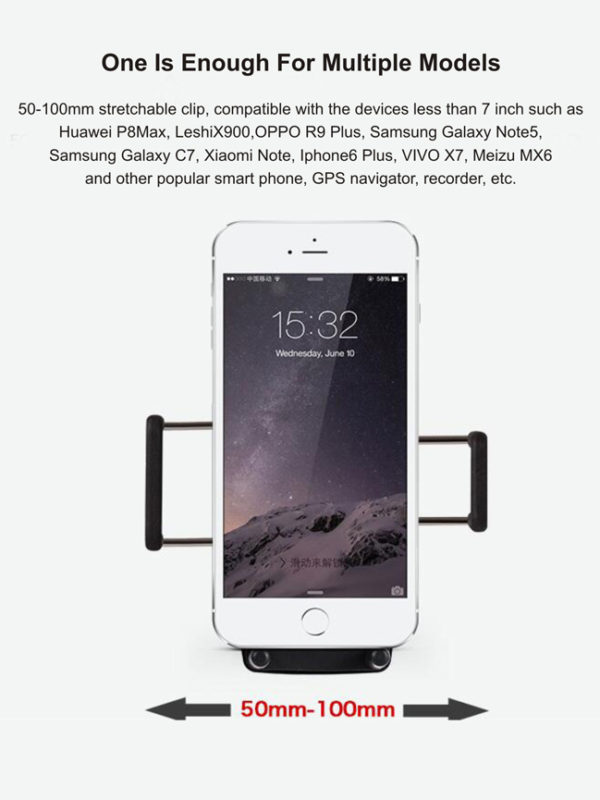 One Is Enough For Multiple Models
50-100mm stretchable clip, compatible with the devices less than 7 inch such as
Huawei P8Max, LeshiX900,OPPO R9 Plus, Samsung Galaxy Note5,
Samsung Galaxy C7, Xiaomi Note, Iphone6 Plus, VIVO X7, Meizu MX6
and other popular smart phone, GPS navigator, recorder, etc.
中国移动 58%
15:32
Wednesday, June 10
> 滑动来解锁
50mm-100mm